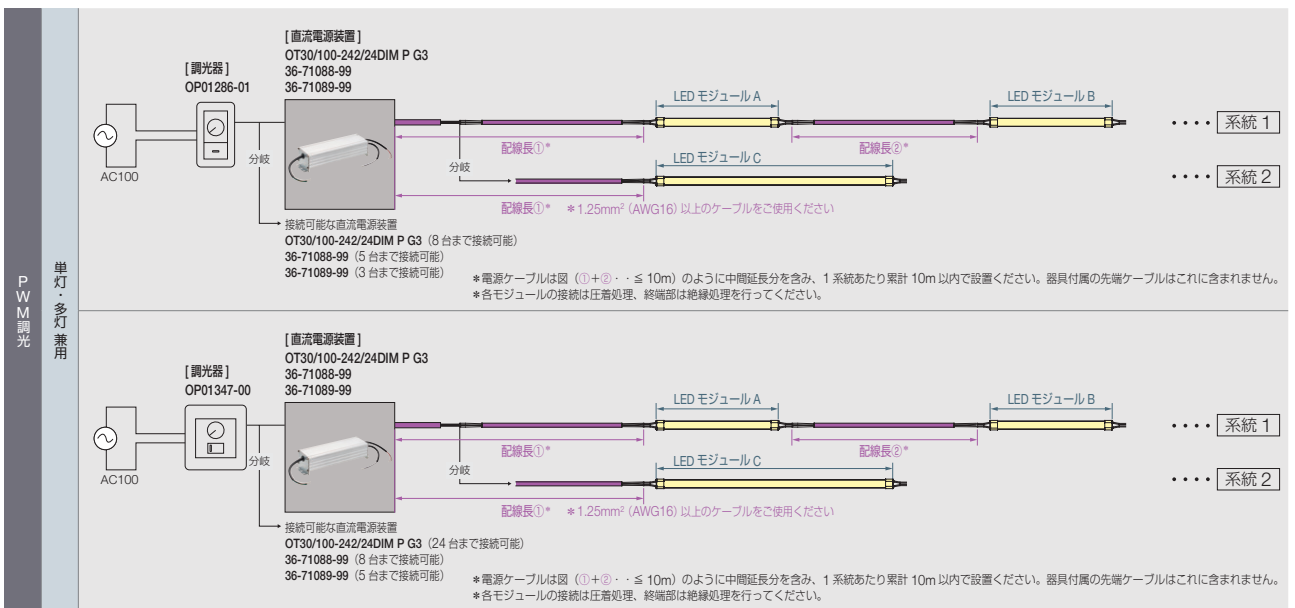 PWM調光
単灯・多灯 兼用
[ 直流電源装置 ]
OT30/100-242/24DIM P G3
36-71088-99
36-71089-99
[ 調光器 ]
OP01286-01
AC100
分岐
LED モジュール A
LED モジュール B
系統 1
配線長①*
配線長②*
分岐
LED モジュール C
系統 2
配線長①* *1.25mm²（AWG16）以上のケーブルをご使用ください
接続可能な直流電源装置
OT30/100-242/24DIM P G3（8 台まで接続可能）
36-71088-99（5 台まで接続可能）
36-71089-99（3 台まで接続可能）
*電源ケーブルは図（①+②・・≦ 10m）のように中間延長分を含み、1 系統あたり累計 10m 以内で設置ください。器具付属の先端ケーブルはこれに含まれません。
*各モジュールの接続は圧着処理、終端部は絶縁処理を行ってください。
[ 直流電源装置 ]
OT30/100-242/24DIM P G3
36-71088-99
36-71089-99
[ 調光器 ]
OP01347-00
AC100
分岐
LED モジュール A
LED モジュール B
系統 1
配線長①*
配線長②*
分岐
LED モジュール C
系統 2
配線長①* *1.25mm²（AWG16）以上のケーブルをご使用ください
接続可能な直流電源装置
OT30/100-242/24DIM P G3（24 台まで接続可能）
36-71088-99（8 台まで接続可能）
36-71089-99（5 台まで接続可能）
*電源ケーブルは図（①+②・・≦ 10m）のように中間延長分を含み、1 系統あたり累計 10m 以内で設置ください。器具付属の先端ケーブルはこれに含まれません。
*各モジュールの接続は圧着処理、終端部は絶縁処理を行ってください。